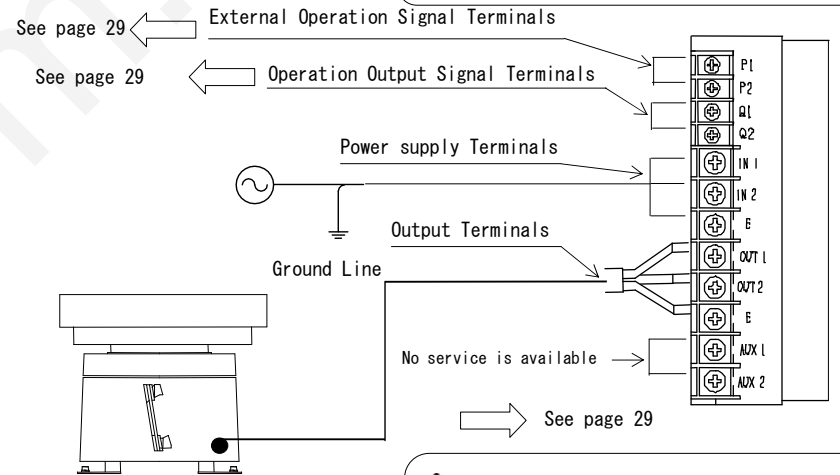 External Operation Signal Terminals
See page 29
Operation Output Signal Terminals
See page 29
Power supply Terminals
Output Terminals
Ground Line
No service is available
See page 29
P1
P2
Q1
Q2
IN 1
IN 2
E
OUT 1
OUT 2
E
AUX 1
AUX 2